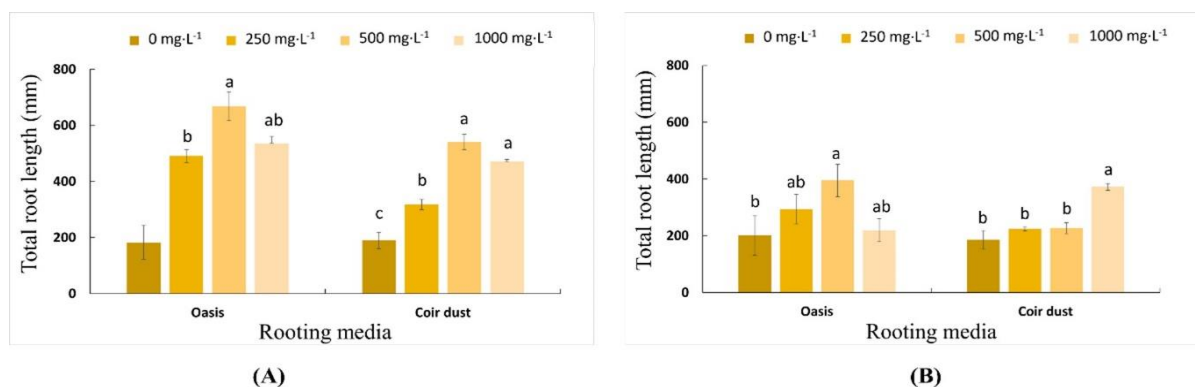 0 mg·L⁻¹ 250 mg·L⁻¹ 500 mg·L⁻¹ 1000 mg·L⁻¹
Total root length (mm)
800
600
400
200
0
b a ab
c b a a
Oasis Coir dust
Rooting media
(A)
0 mg·L⁻¹ 250 mg·L⁻¹ 500 mg·L⁻¹ 1000 mg·L⁻¹
Total root length (mm)
800
600
400
200
0
b ab a ab
b b b a
Oasis Coir dust
Rooting media
(B)